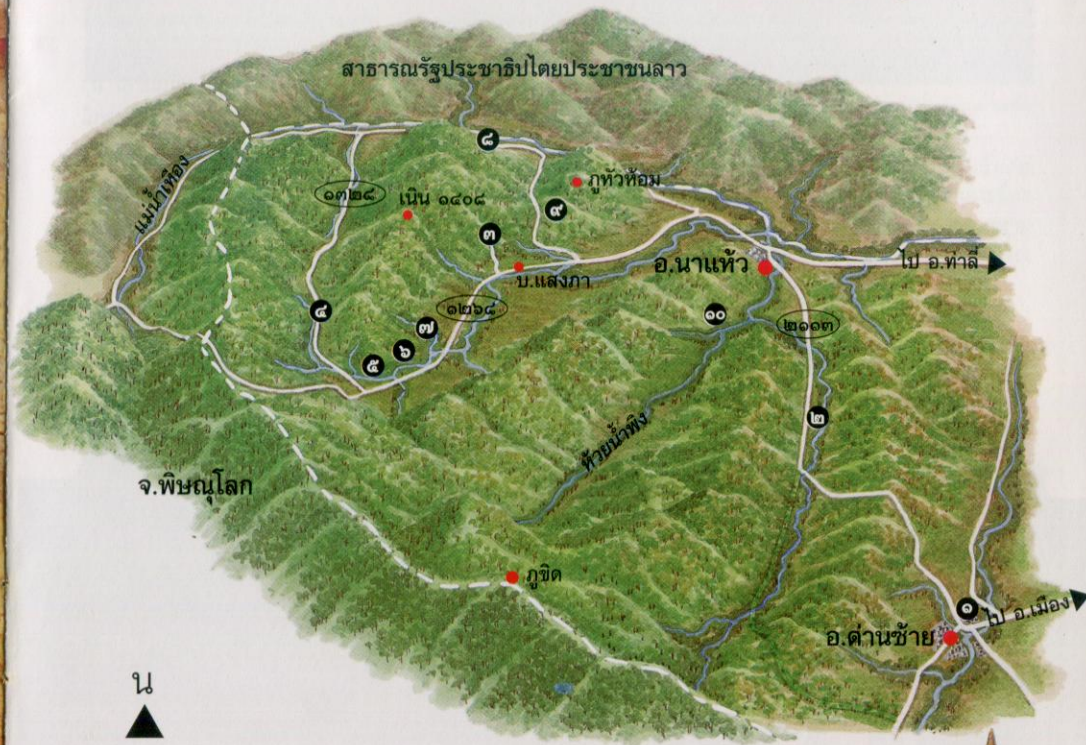 สาธารณรัฐประชาธิปไตยประชาชนลาว
๘
แม่น้ำเหือง
๑๓๒๙
เนิน ๑๔๐๘
ภูหัวห้อม
๙
๓
บ.แสงภา
อ.นาแห้ว
ไป อ.ท่าลี่
๔
๑๒๖๘
๗
๖
๕
๑๐
๒๑๑๓
๒
ห้วยน้ำพึง
จ.พิษณุโลก
ภูขิด
๑
ไป อ.เมือง
อ.ด่านซ้าย
น